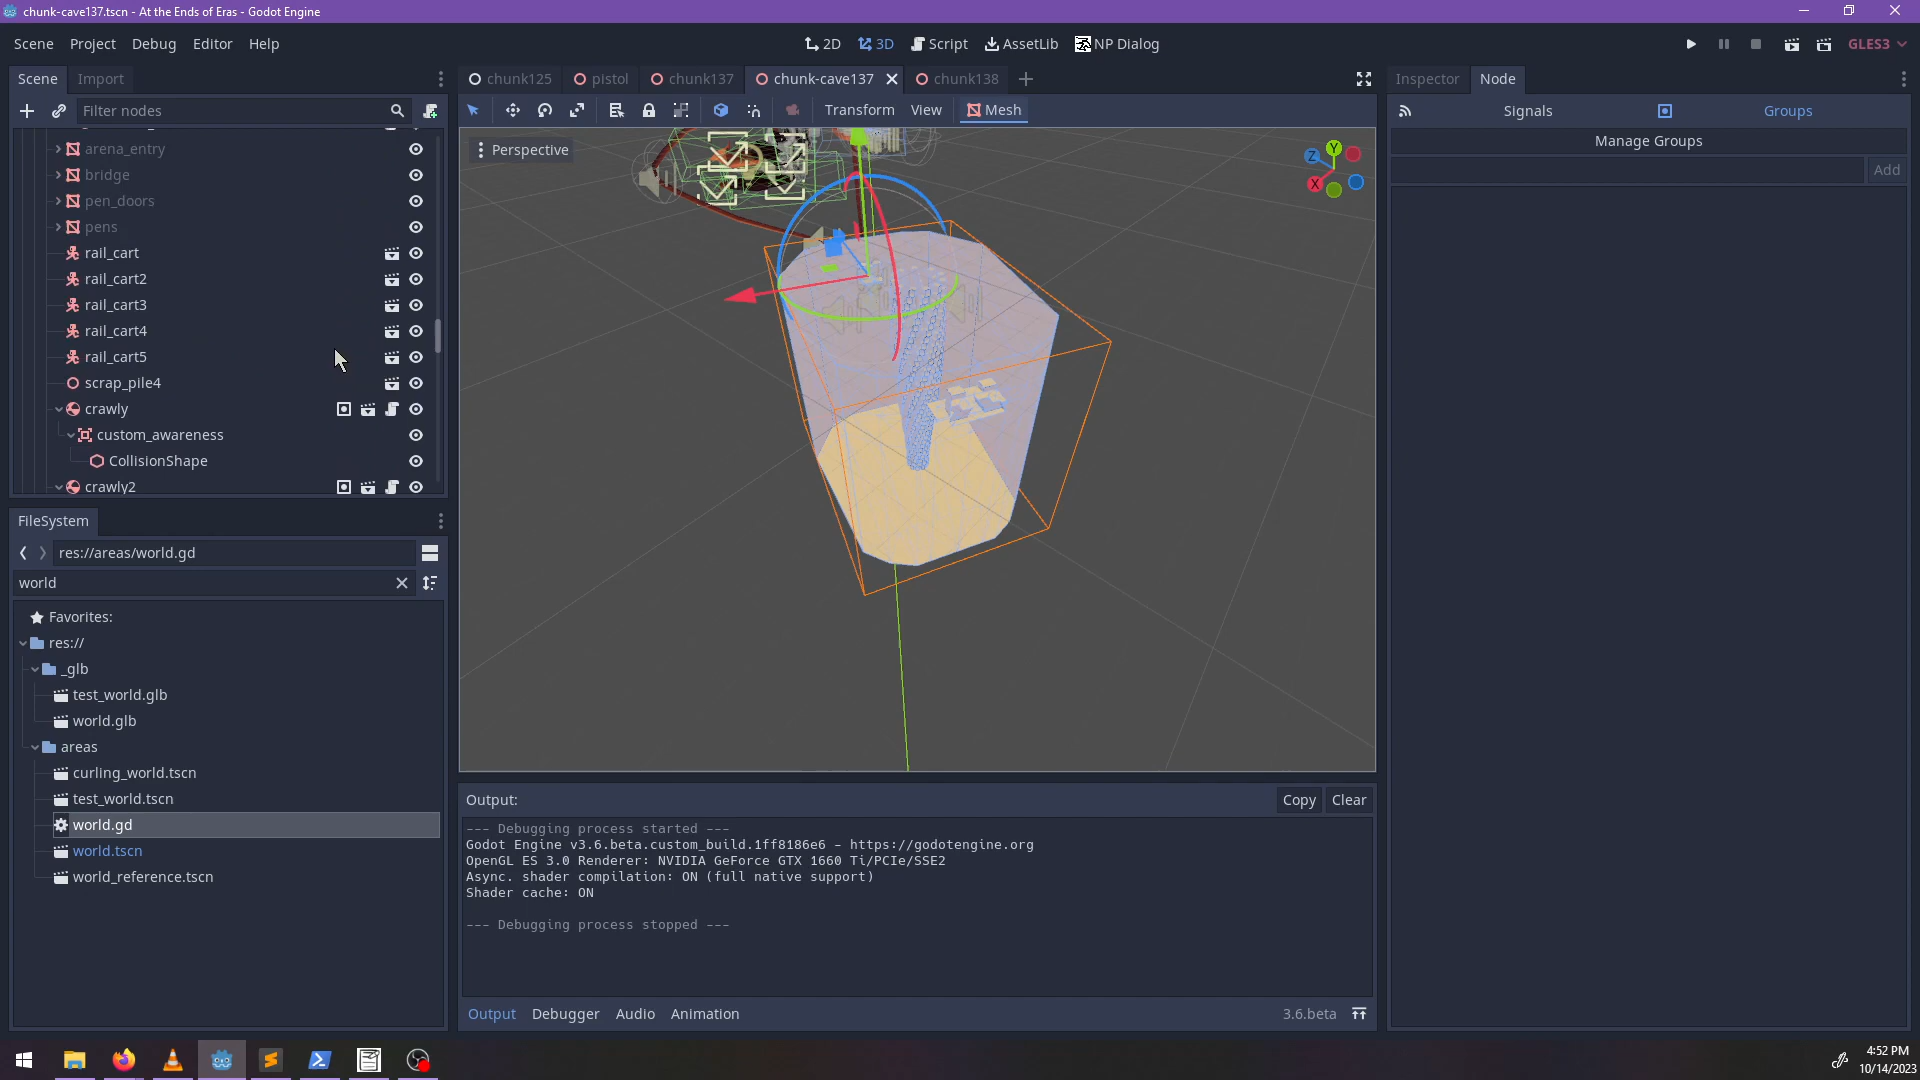 chunk-cave137.tscn - At the Ends of Eras - Godot Engine
Scene Project Debug Editor Help
2D 3D Script AssetLib NP Dialog
GLES3
Scene Import
chunk125 pistol chunk137 chunk-cave137 chunk138
Inspector Node
Filter nodes
Transform View Mesh
Signals Groups
Manage Groups
Add
Perspective
Y
Z
X
arena_entry
bridge
pen_doors
pens
rail_cart
rail_cart2
rail_cart3
rail_cart4
rail_cart5
scrap_pile4
crawly
custom_awareness
CollisionShape
crawly2
FileSystem
res://areas/world.gd
world
Favorites:
res://
_glb
test_world.glb
world.glb
areas
curling_world.tscn
test_world.tscn
world.gd
world.tscn
world_reference.tscn
Output:
Copy Clear
--- Debugging process started ---
Godot Engine v3.6.beta.custom_build.1ff8186e6 - https://godotengine.org
OpenGL ES 3.0 Renderer: NVIDIA GeForce GTX 1660 Ti/PCIe/SSE2
Async. shader compilation: ON (full native support)
Shader cache: ON
--- Debugging process stopped ---
Output Debugger Audio Animation
3.6.beta
4:52 PM
10/14/2023